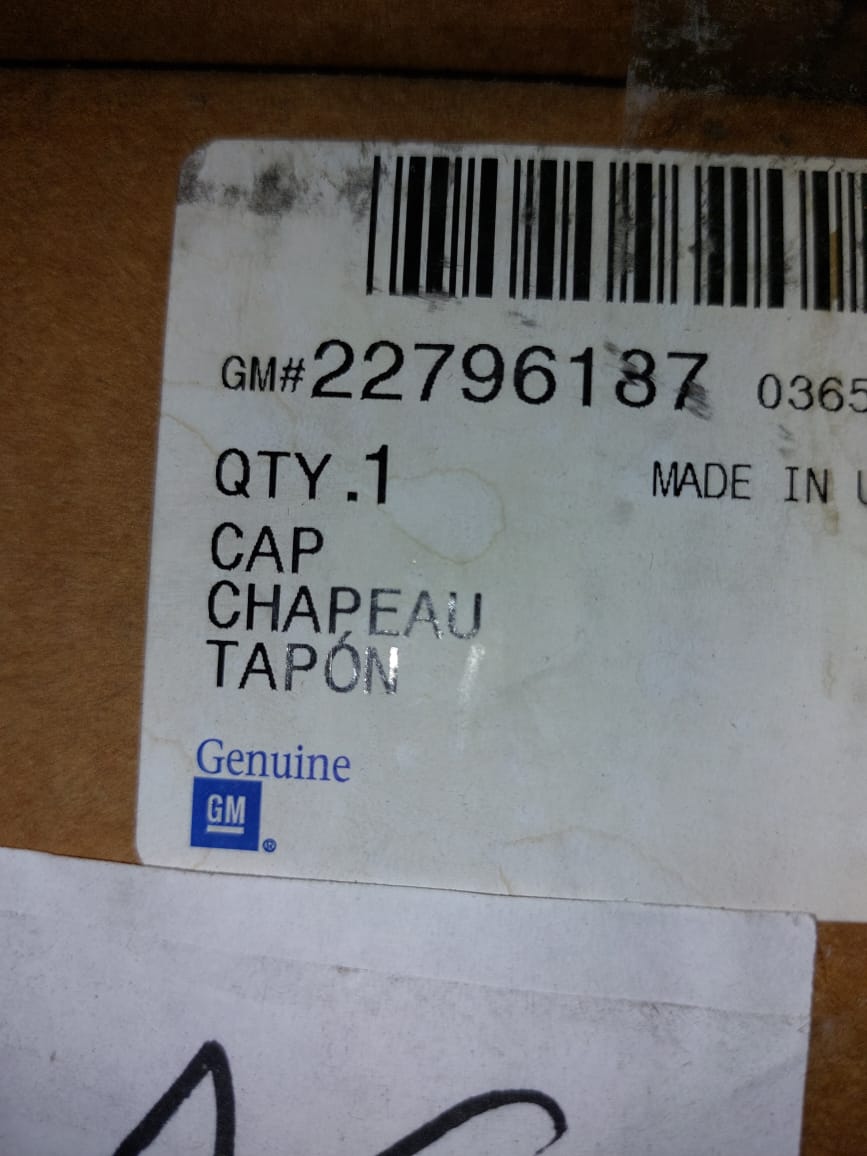 GM#22796187 0365
QTY.1 MADE IN U
CAP
CHAPEAU
TAPÓN
Genuine
GM®